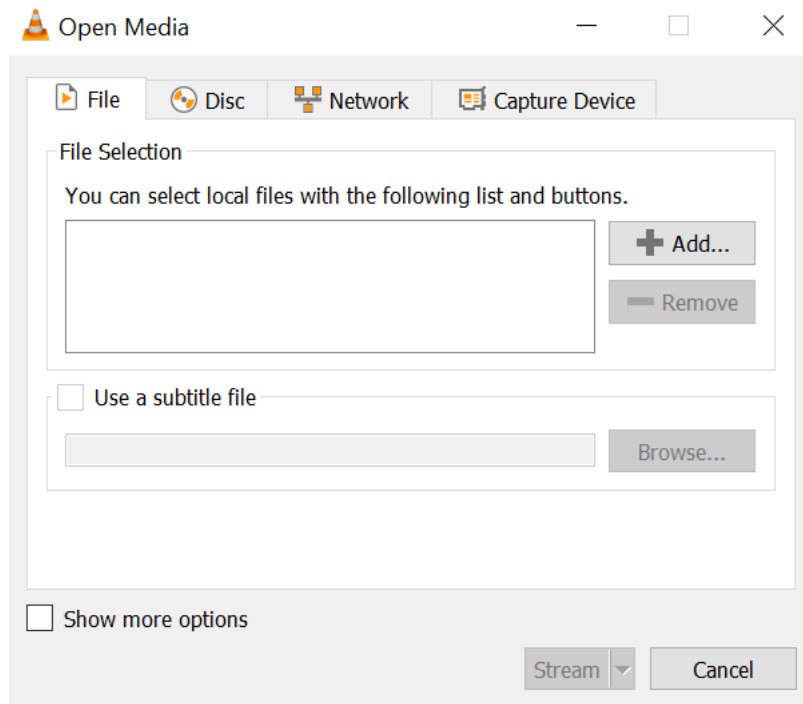 Open Media
File Disc Network Capture Device
File Selection
You can select local files with the following list and buttons.
Add...
Remove
Use a subtitle file
Browse...
Show more options
Stream Cancel